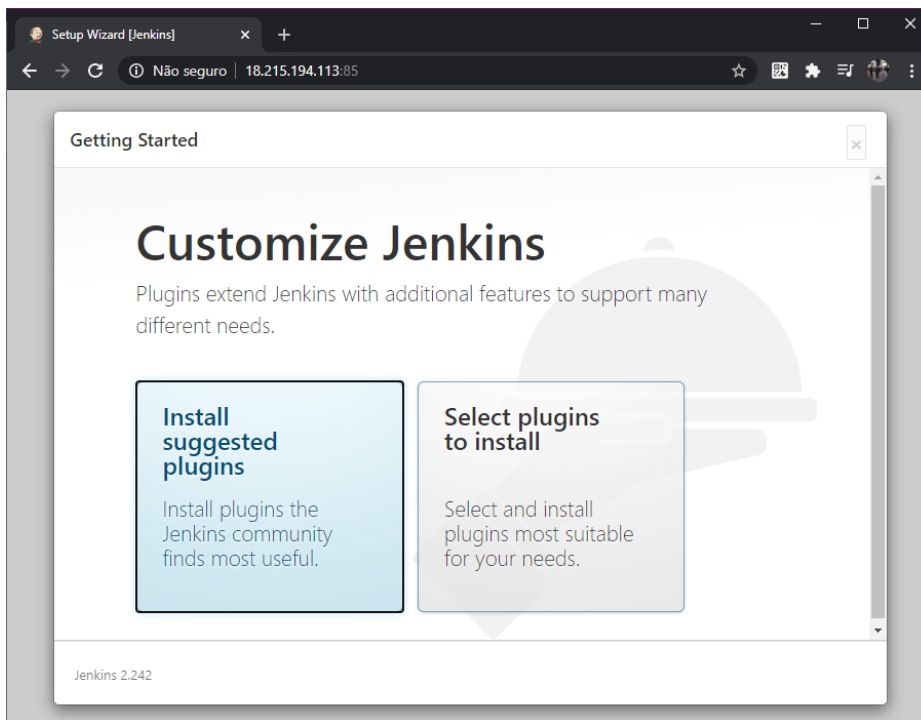 Setup Wizard [Jenkins]
Não seguro | 18.215.194.113:85
Getting Started
Customize Jenkins
Plugins extend Jenkins with additional features to support many
different needs.
Install
suggested
plugins
Install plugins the
Jenkins community
finds most useful.
Select plugins
to install
Select and install
plugins most suitable
for your needs.
Jenkins 2.242